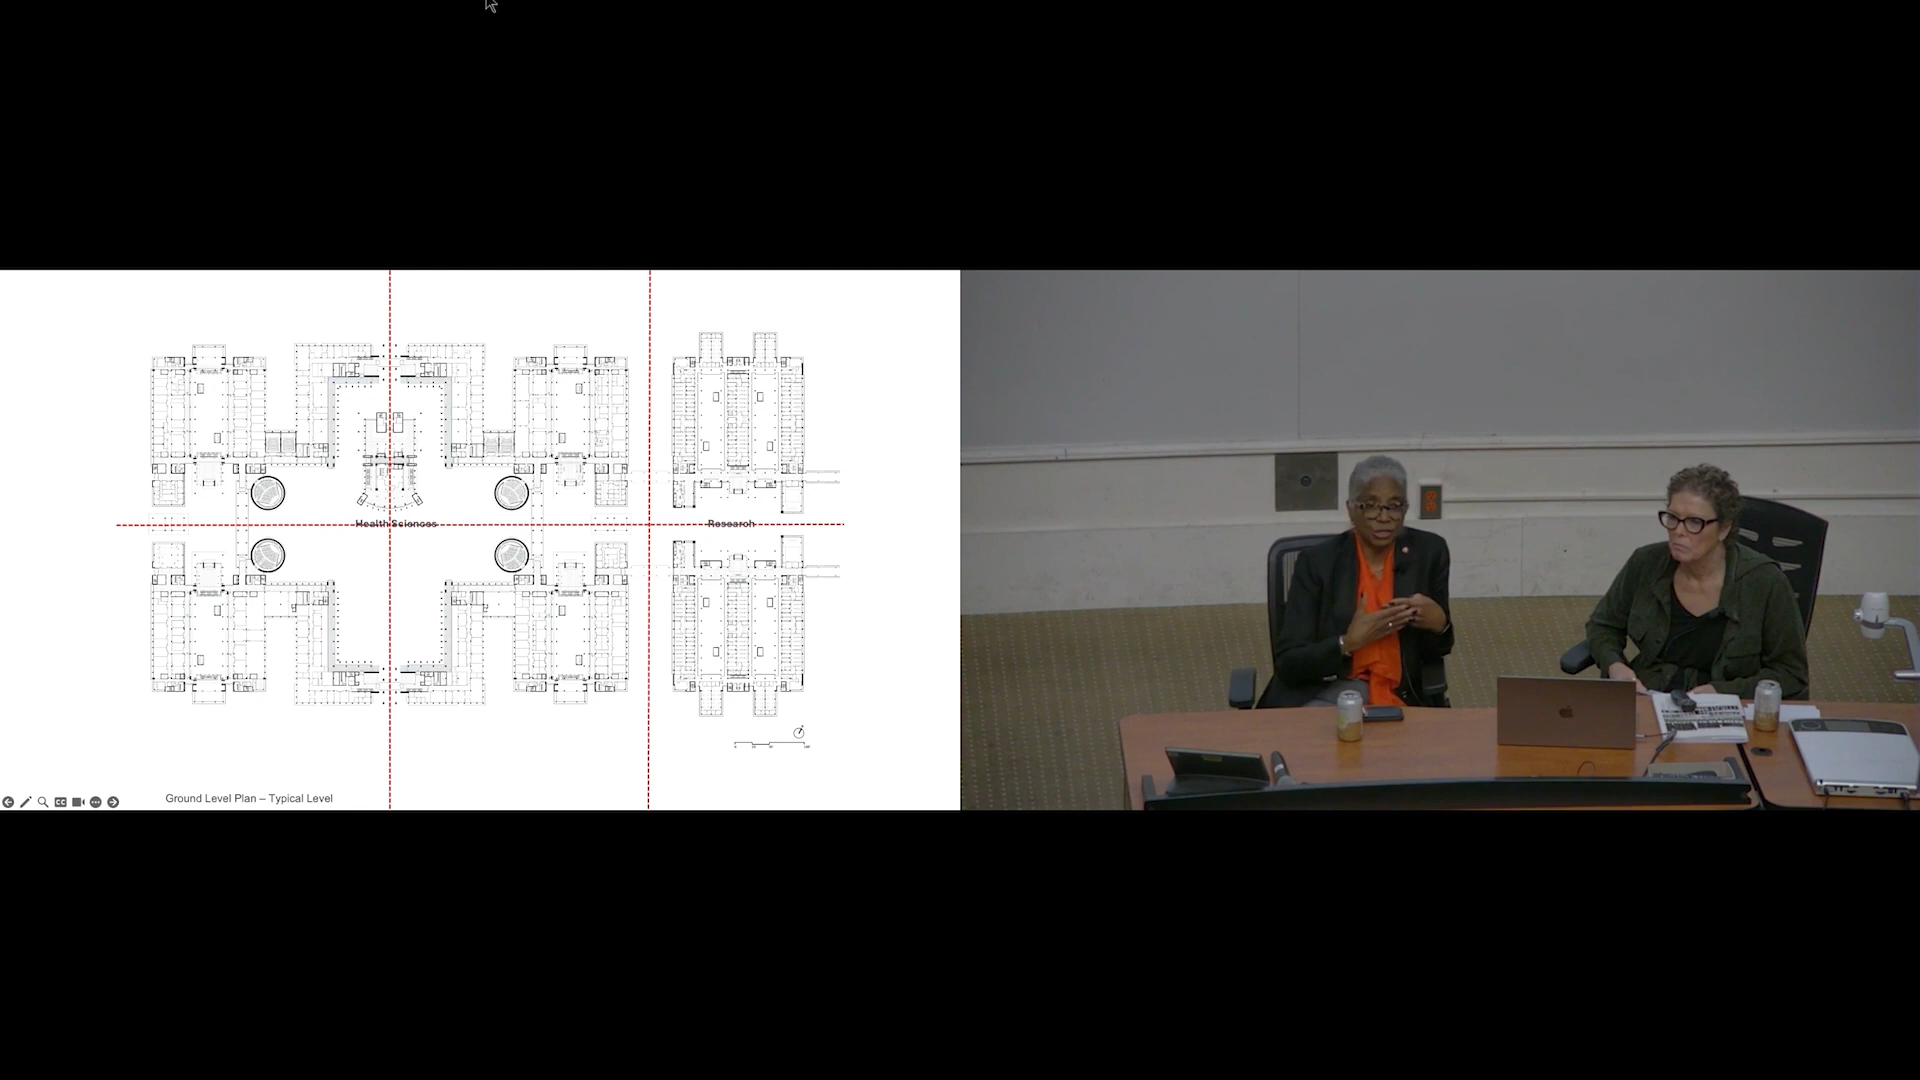 Health Sciences
Research
Ground Level Plan – Typical Level